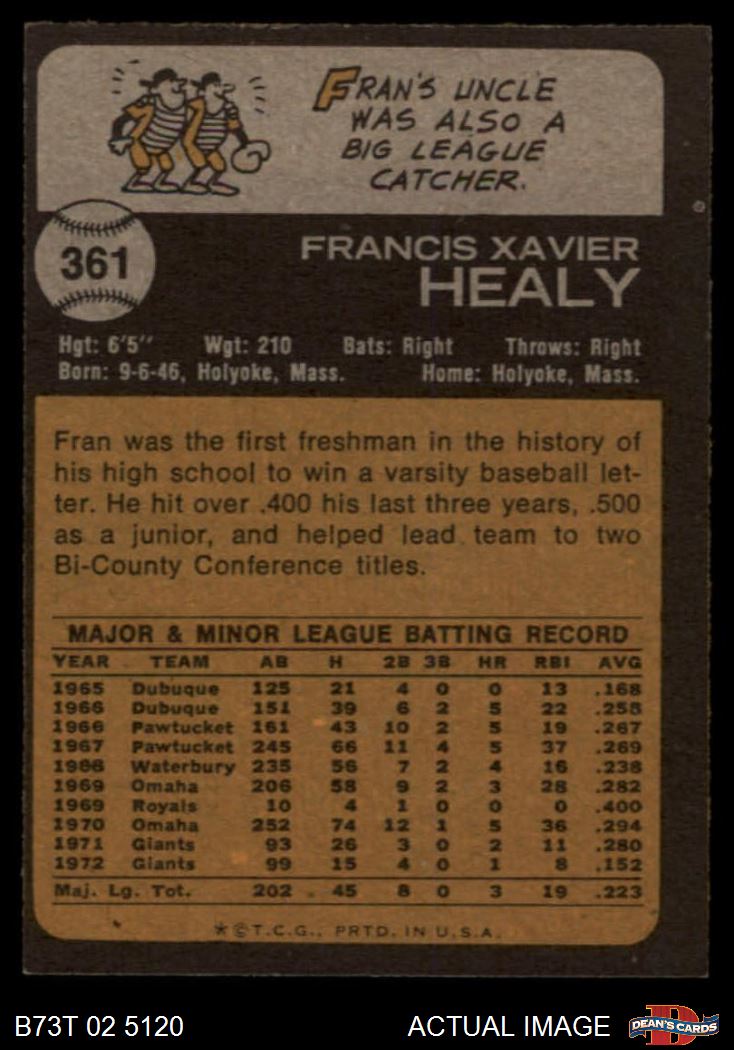 FRAN'S UNCLE
WAS ALSO A
BIG LEAGUE
CATCHER.
361
FRANCIS XAVIER
HEALY
Hgt: 6'5" Wgt: 210 Bats: Right Throws: Right
Born: 9-6-46, Holyoke, Mass. Home: Holyoke, Mass.
Fran was the first freshman in the history of
his high school to win a varsity baseball let-
ter. He hit over .400 his last three years, .500
as a junior, and helped lead team to two
Bi-County Conference titles.
MAJOR & MINOR LEAGUE BATTING RECORD
YEAR TEAM AB H 2B 3B HR RBI AVG
1965 Dubuque 125 21 4 0 0 13 .168
1966 Dubuque 151 39 6 2 5 22 .258
1966 Pawtucket 161 43 10 2 5 19 .267
1967 Pawtucket 245 66 11 4 5 37 .269
1968 Waterbury 235 56 7 2 4 16 .238
1969 Omaha 206 58 9 2 3 28 .282
1969 Royals 10 4 1 0 0 0 .400
1970 Omaha 252 74 12 1 5 36 .294
1971 Giants 93 26 3 0 2 11 .280
1972 Giants 99 15 4 0 1 8 .152
Maj. Lg. Tot. 202 45 8 0 3 19 .223
*©T.C.G., PRTD. IN U.S.A.
B73T 02 5120 ACTUAL IMAGE
D
DEAN'S CARDS